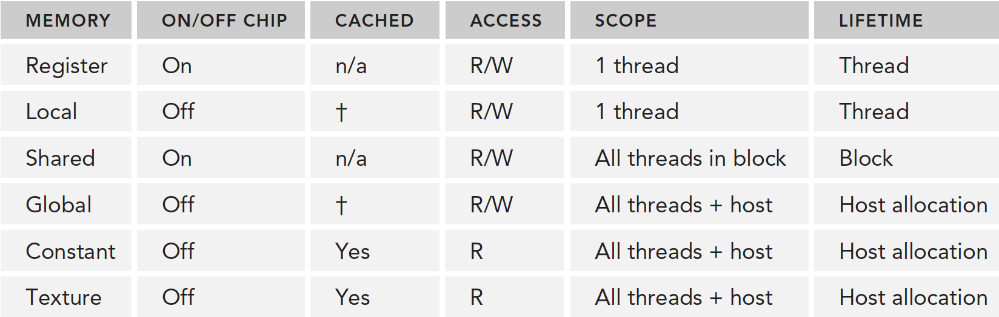 MEMORY ON/OFF CHIP CACHED ACCESS SCOPE LIFETIME
Register On n/a R/W 1 thread Thread
Local Off † R/W 1 thread Thread
Shared On n/a R/W All threads in block Block
Global Off † R/W All threads + host Host allocation
Constant Off Yes R All threads + host Host allocation
Texture Off Yes R All threads + host Host allocation